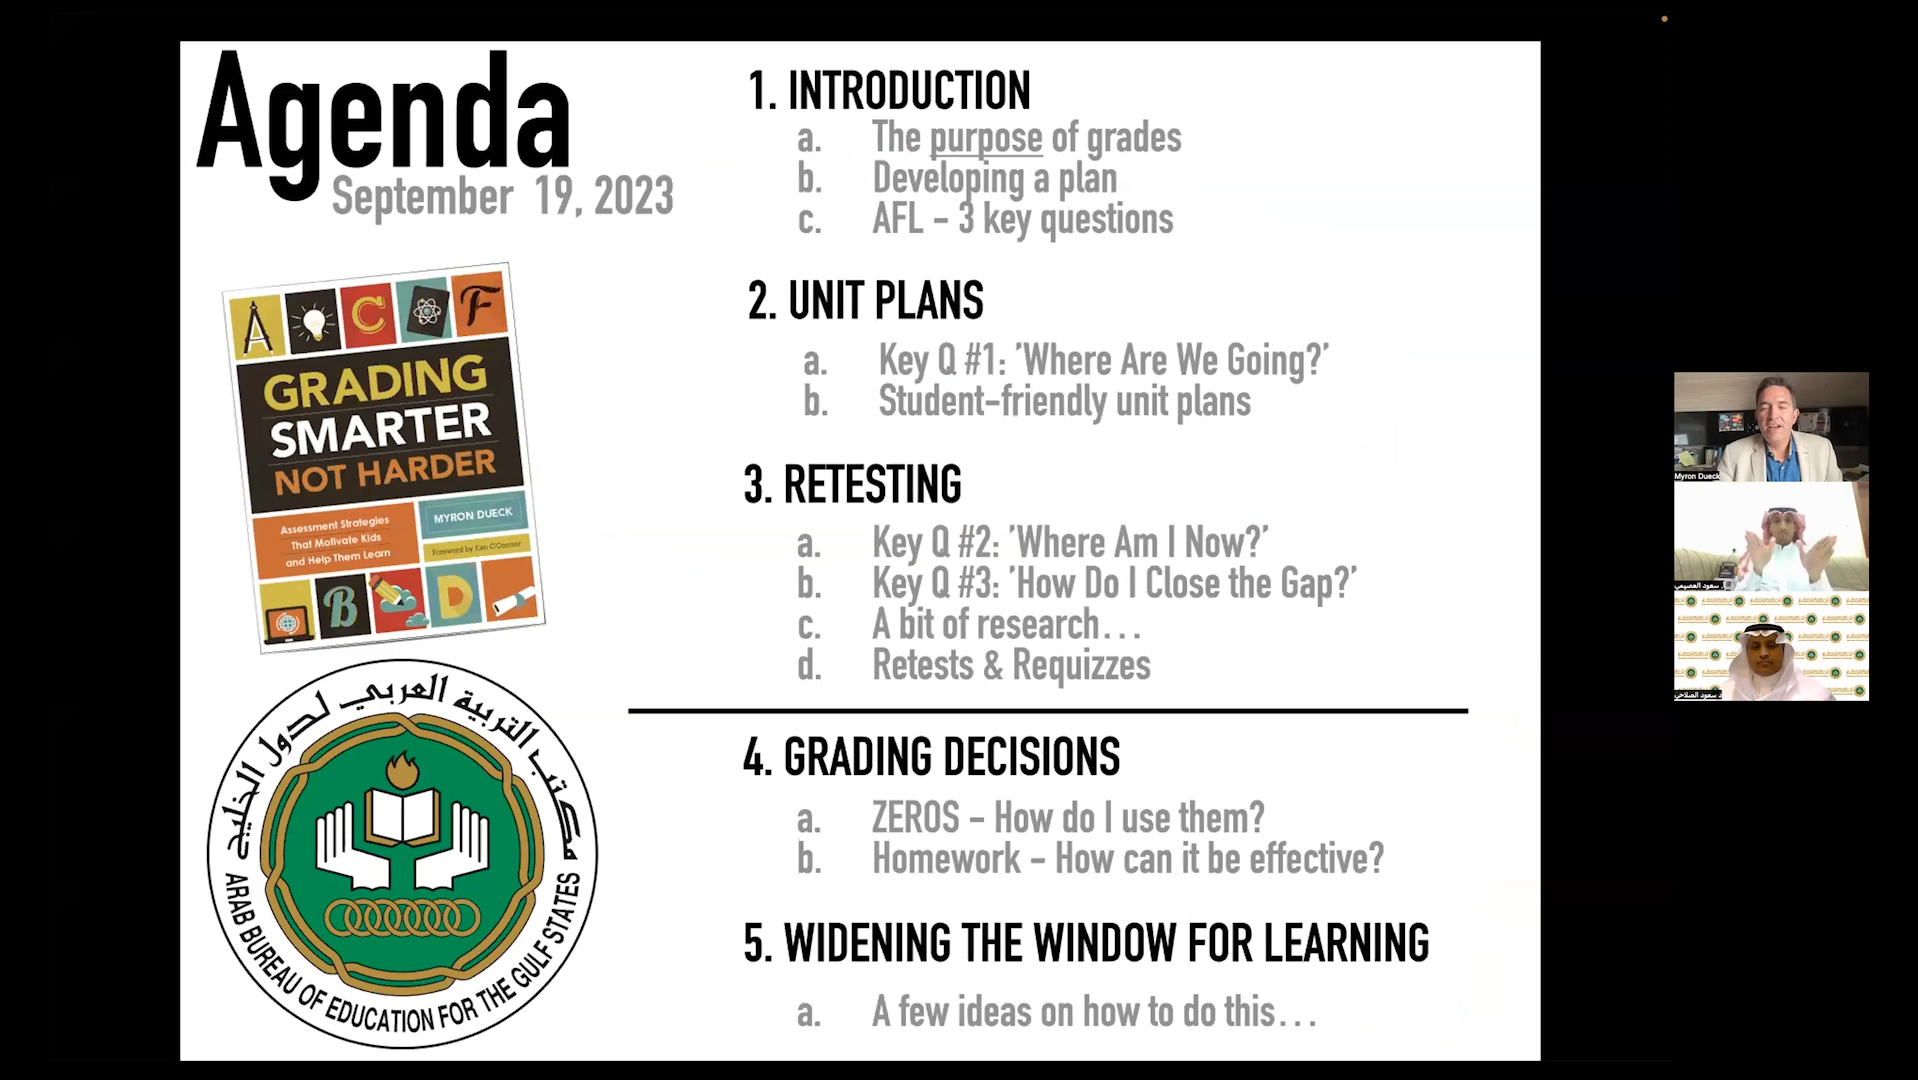 Agenda
September 19, 2023
GRADING
SMARTER
NOT HARDER
Assessment Strategies
That Motivate Kids
and Help Them Learn
MYRON DUECK
Foreword by Ken O'Connor
مكتب التربية العربي لدول الخليج
ARAB BUREAU OF EDUCATION FOR THE GULF STATES
1. INTRODUCTION
a. The purpose of grades
b. Developing a plan
c. AFL - 3 key questions
2. UNIT PLANS
a. Key Q #1: 'Where Are We Going?'
b. Student-friendly unit plans
3. RETESTING
a. Key Q #2: 'Where Am I Now?'
b. Key Q #3: 'How Do I Close the Gap?'
c. A bit of research...
d. Retests & Requizzes
4. GRADING DECISIONS
a. ZEROS - How do I use them?
b. Homework - How can it be effective?
5. WIDENING THE WINDOW FOR LEARNING
a. A few ideas on how to do this...
Myron Dueck
سعود العصيمي
سعود الصلاحي